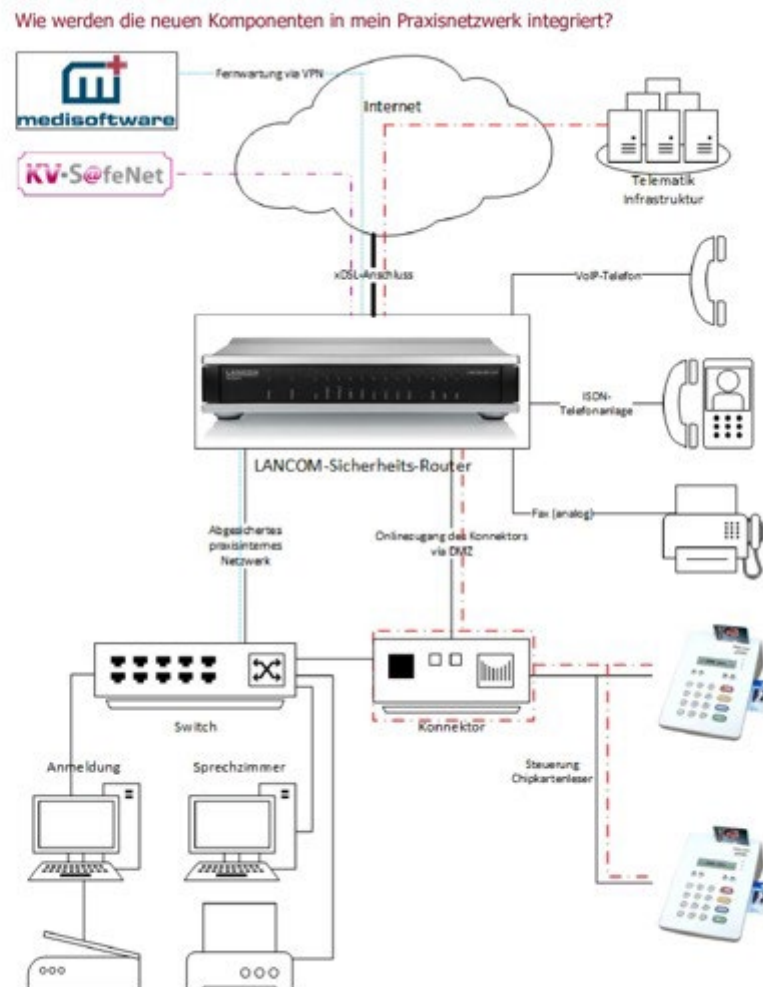 Wie werden die neuen Komponenten in mein Praxisnetzwerk integriert?
medisoftware
Fernwartung via VPN
Internet
KV-S@feNet
Telematik
Infrastruktur
xDSL-Anschluss
VoIP-Telefon
LANCOM
ISDN-
Telefonanlage
LANCOM-Sicherheits-Router
Fax (analog)
Abgesichertes
praxisinternes
Netzwerk
Onlinezugang des Konnektors
via DMZ
Switch
Konnektor
Anmeldung
Sprechzimmer
Steuerung
Chipkartenleser